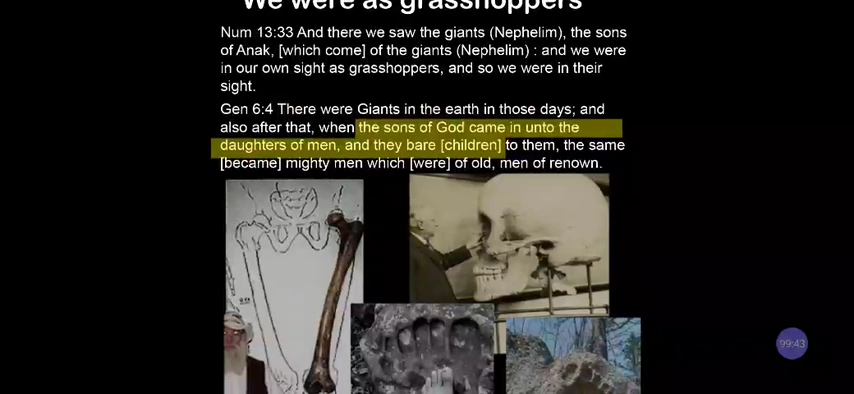 We were as grasshoppers
Num 13:33 And there we saw the giants (Nephelim), the sons
of Anak, [which come] of the giants (Nephelim) : and we were
in our own sight as grasshoppers, and so we were in their
sight.
Gen 6:4 There were Giants in the earth in those days; and
also after that, when the sons of God came in unto the
daughters of men, and they bare [children] to them, the same
[became] mighty men which [were] of old, men of renown.
99:43